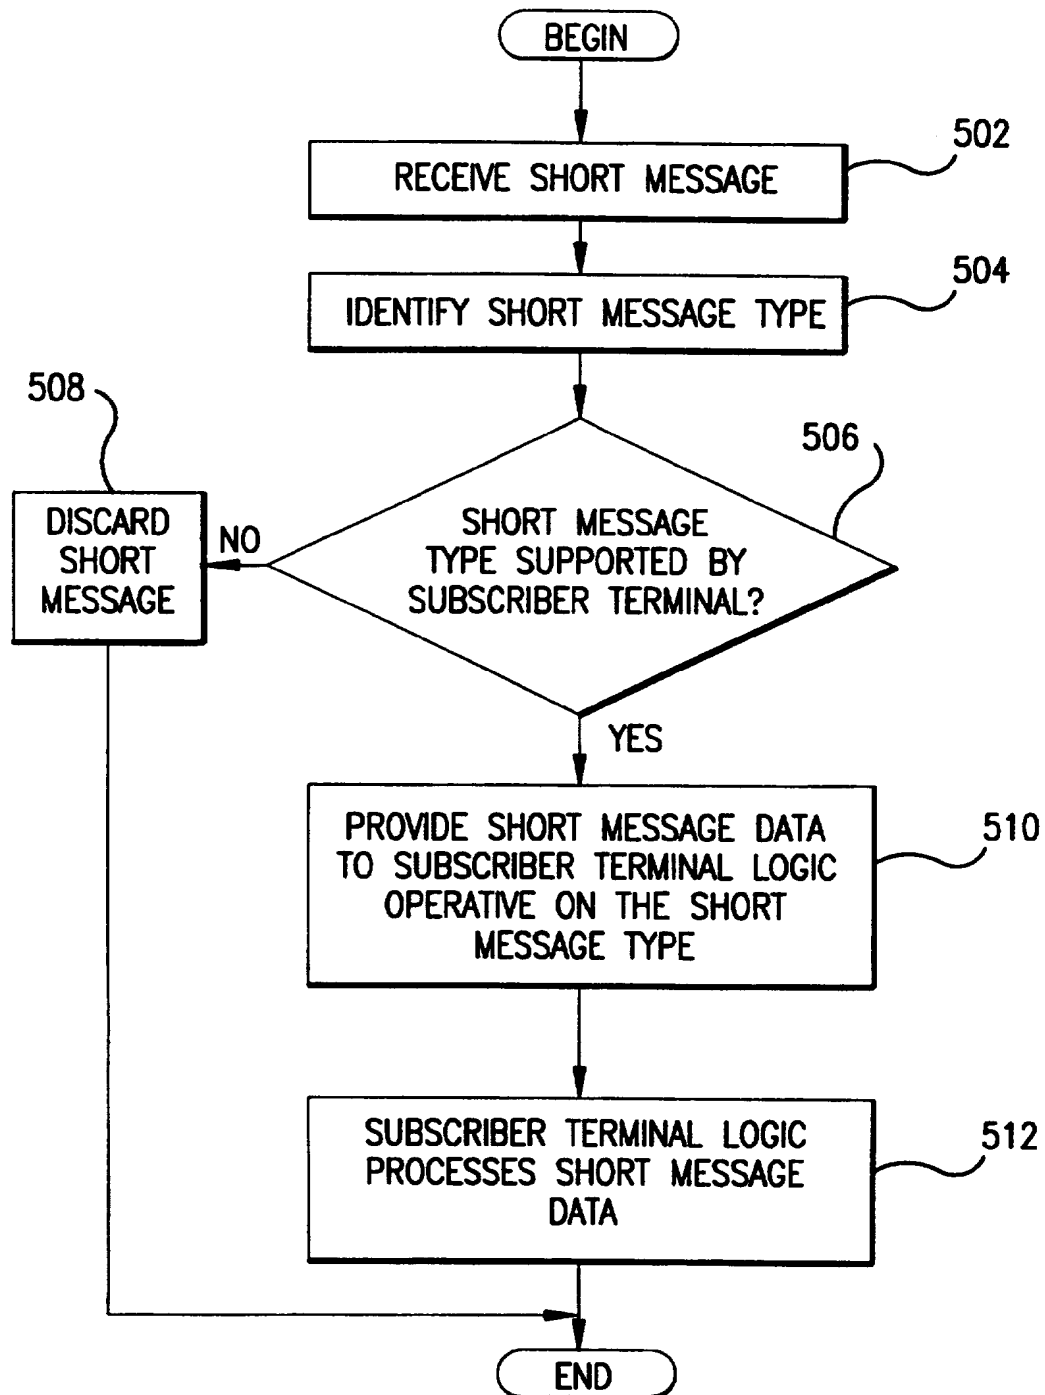 BEGIN
502
RECEIVE SHORT MESSAGE
504
IDENTIFY SHORT MESSAGE TYPE
508
506
DISCARD
SHORT
MESSAGE
NO
SHORT MESSAGE
TYPE SUPPORTED BY
SUBSCRIBER TERMINAL?
YES
510
PROVIDE SHORT MESSAGE DATA
TO SUBSCRIBER TERMINAL LOGIC
OPERATIVE ON THE SHORT
MESSAGE TYPE
512
SUBSCRIBER TERMINAL LOGIC
PROCESSES SHORT MESSAGE
DATA
END